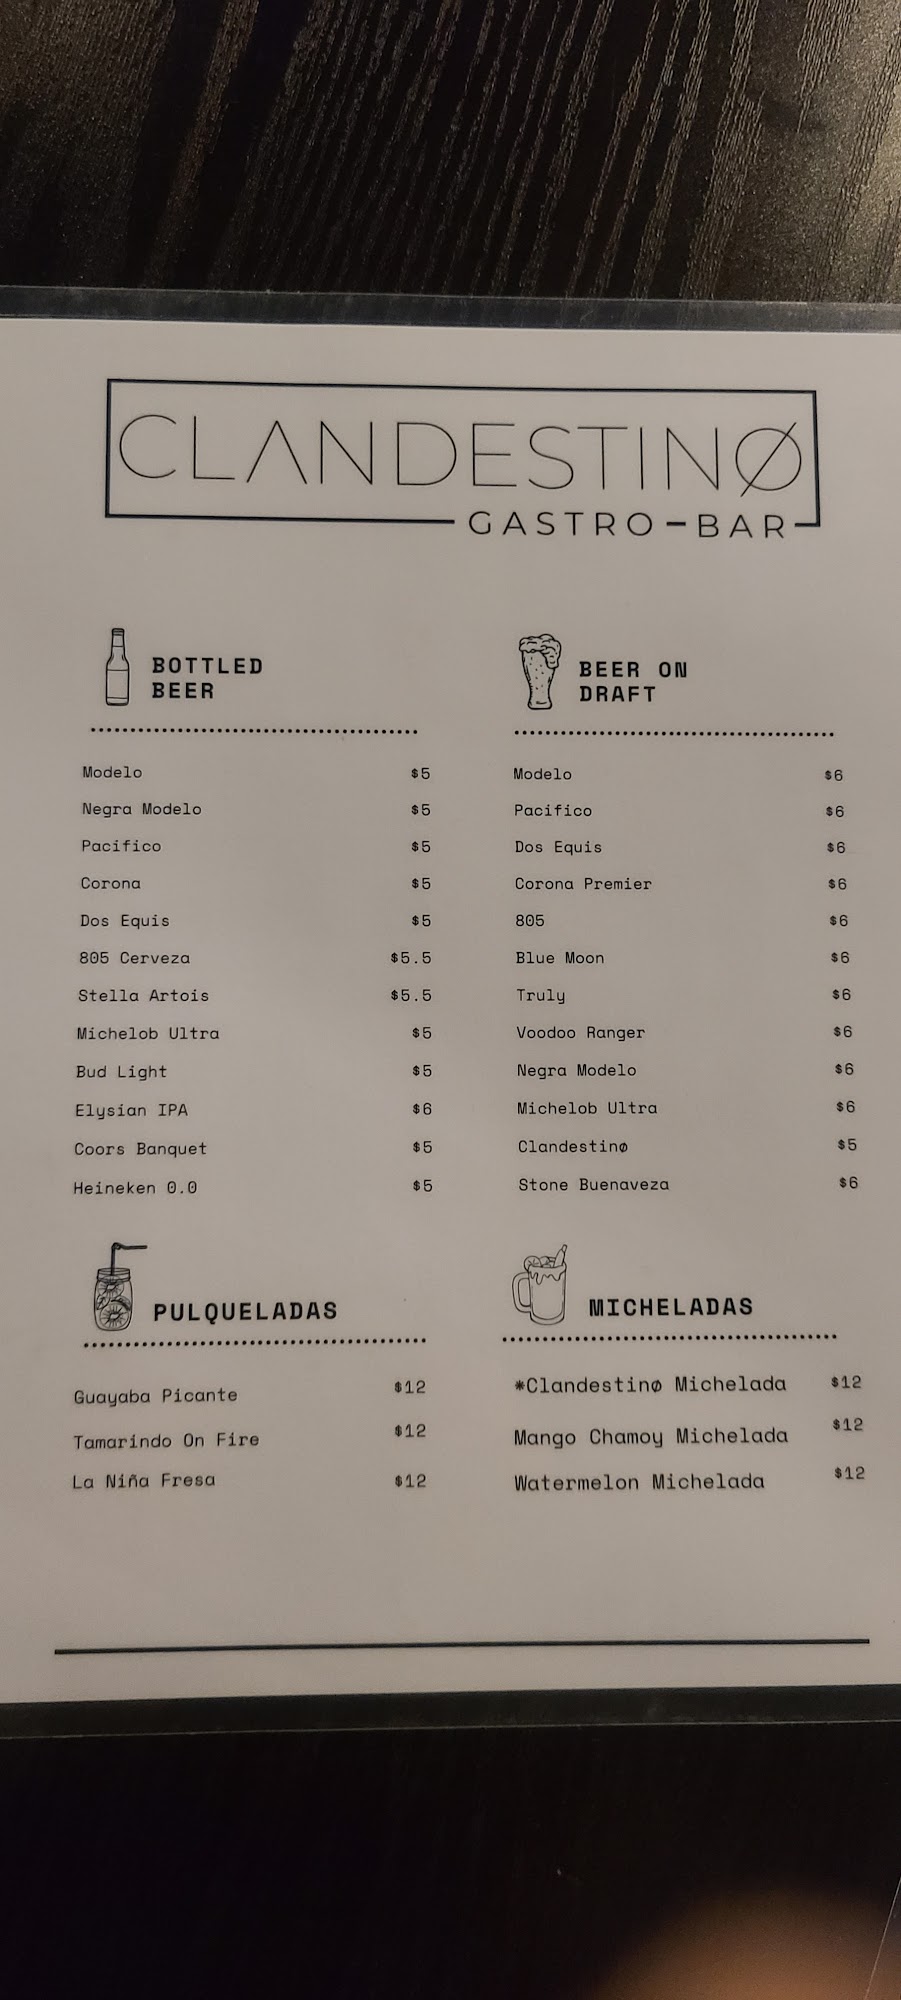 CLANDESTINØ
GASTRO-BAR
BOTTLED
BEER
Modelo $5
Negra Modelo $5
Pacifico $5
Corona $5
Dos Equis $5
805 Cerveza $5.5
Stella Artois $5.5
Michelob Ultra $5
Bud Light $5
Elysian IPA $6
Coors Banquet $5
Heineken 0.0 $5
BEER ON
DRAFT
Modelo $6
Pacifico $6
Dos Equis $6
Corona Premier $6
805 $6
Blue Moon $6
Truly $6
Voodoo Ranger $6
Negra Modelo $6
Michelob Ultra $6
Clandestinø $5
Stone Buenaveza $6
PULQUELADAS
Guayaba Picante $12
Tamarindo On Fire $12
La Niña Fresa $12
MICHELADAS
*Clandestinø Michelada $12
Mango Chamoy Michelada $12
Watermelon Michelada $12